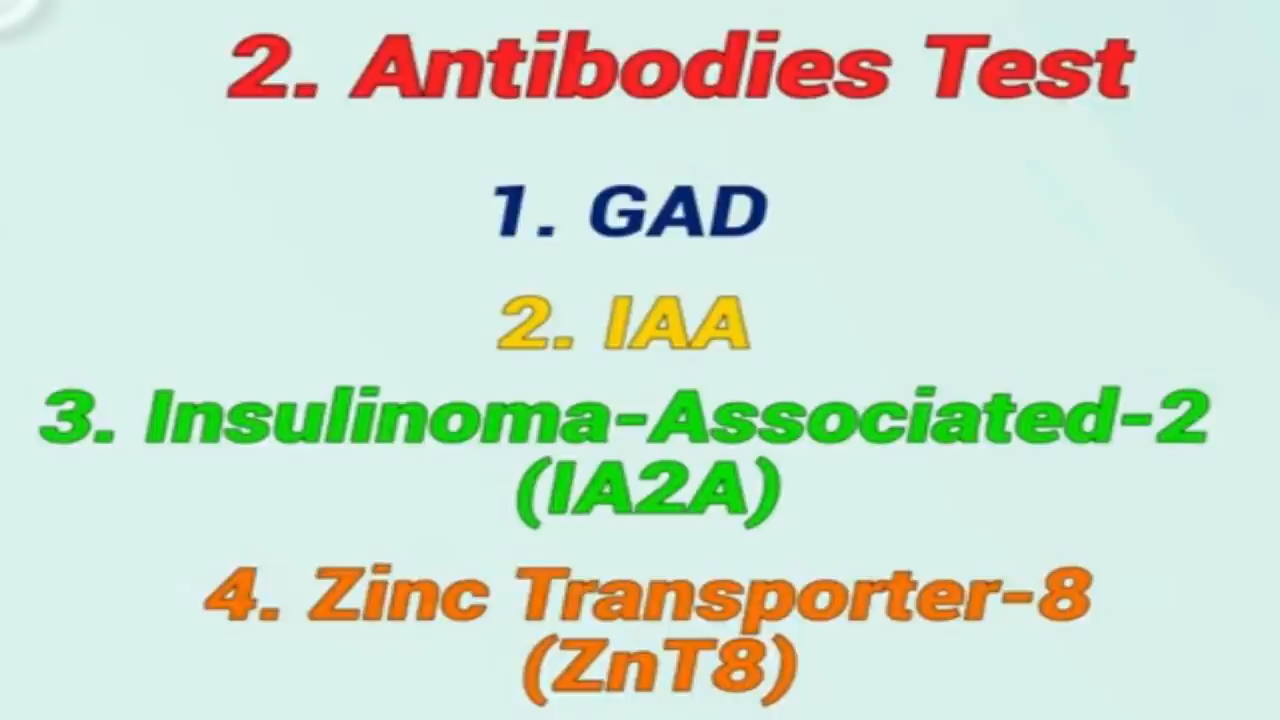 2. Antibodies Test
1. GAD
2. IAA
3. Insulinoma-Associated-2
(IA2A)
4. Zinc Transporter-8
(ZnT8)